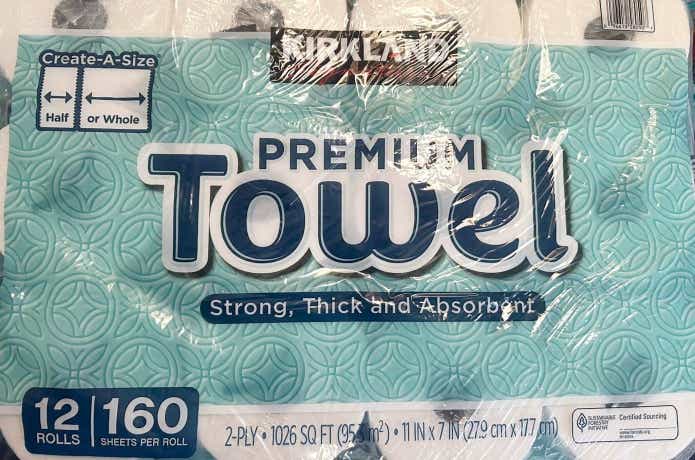 KIRKLAND
Create-A-Size
Half or Whole
PREMIUM
Towel
Strong, Thick and Absorbent
12 ROLLS
160 SHEETS PER ROLL
2-PLY • 1026 SQ FT (95.3 m²) • 11 IN x 7 IN (27.9 cm x 17.7 cm)
SUSTAINABLE
FORESTRY
INITIATIVE
Certified Sourcing